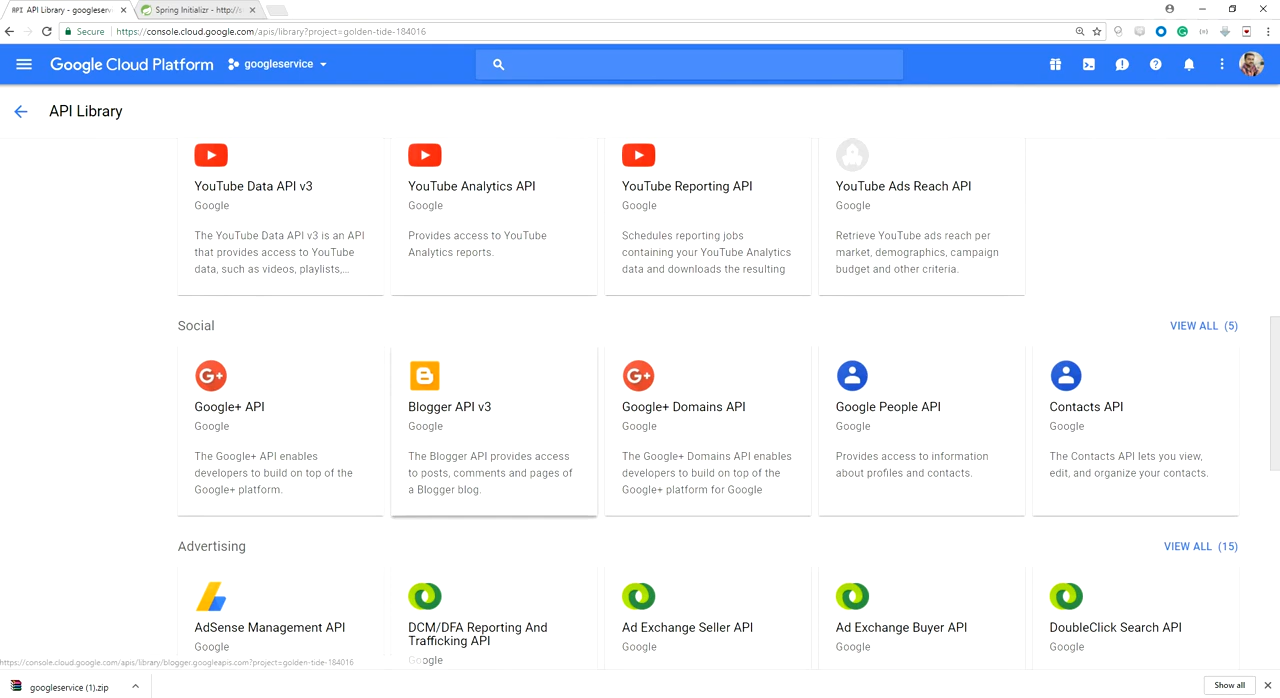 API Library - googleserv
Spring Initializr - http://s
Secure
https://console.cloud.google.com/apis/library?project=golden-tide-184016
Google Cloud Platform
googleservice
API Library
YouTube Data API v3
Google
The YouTube Data API v3 is an API
that provides access to YouTube
data, such as videos, playlists,...
YouTube Analytics API
Google
Provides access to YouTube
Analytics reports.
YouTube Reporting API
Google
Schedules reporting jobs
containing your YouTube Analytics
data and downloads the resulting
YouTube Ads Reach API
Google
Retrieve YouTube ads reach per
market, demographics, campaign
budget and other criteria.
Social
VIEW ALL (5)
Google+ API
Google
The Google+ API enables
developers to build on top of the
Google+ platform.
Blogger API v3
Google
The Blogger API provides access
to posts, comments and pages of
a Blogger blog.
Google+ Domains API
Google
The Google+ Domains API enables
developers to build on top of the
Google+ platform for Google
Google People API
Google
Provides access to information
about profiles and contacts.
Contacts API
Google
The Contacts API lets you view,
edit, and organize your contacts.
Advertising
VIEW ALL (15)
AdSense Management API
Google
DCM/DFA Reporting And
Trafficking API
Google
Ad Exchange Seller API
Google
Ad Exchange Buyer API
Google
DoubleClick Search API
Google
https://console.cloud.google.com/apis/library/blogger.googleapis.com?project=golden-tide-184016
googleservice (1).zip
Show all